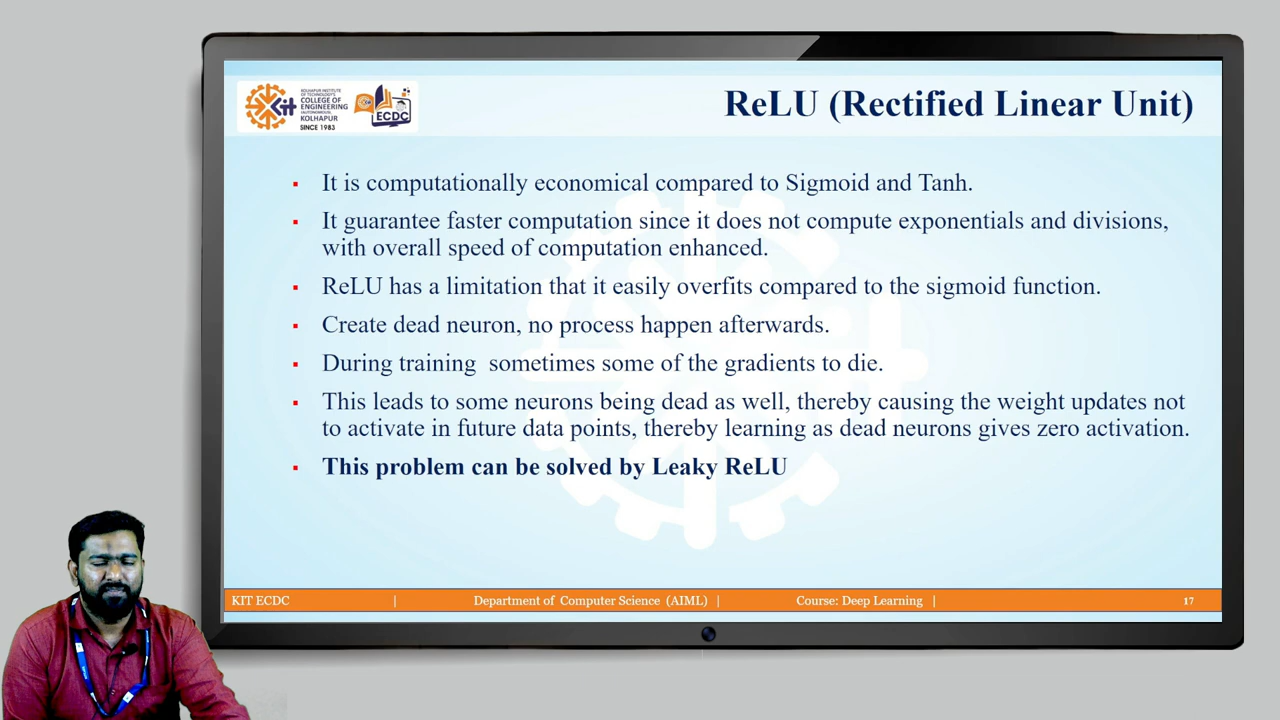 KOLHAPUR INSTITUTE
OF TECHNOLOGY'S
COLLEGE OF
ENGINEERING
(AUTONOMOUS),
KOLHAPUR
SINCE 1983
Kit
ECDC
ReLU (Rectified Linear Unit)
It is computationally economical compared to Sigmoid and Tanh.
It guarantee faster computation since it does not compute exponentials and divisions,
with overall speed of computation enhanced.
ReLU has a limitation that it easily overfits compared to the sigmoid function.
Create dead neuron, no process happen afterwards.
During training  sometimes some of the gradients to die.
This leads to some neurons being dead as well, thereby causing the weight updates not
to activate in future data points, thereby learning as dead neurons gives zero activation.
This problem can be solved by Leaky ReLU
KIT ECDC | Department of Computer Science (AIML) | Course: Deep Learning | 17